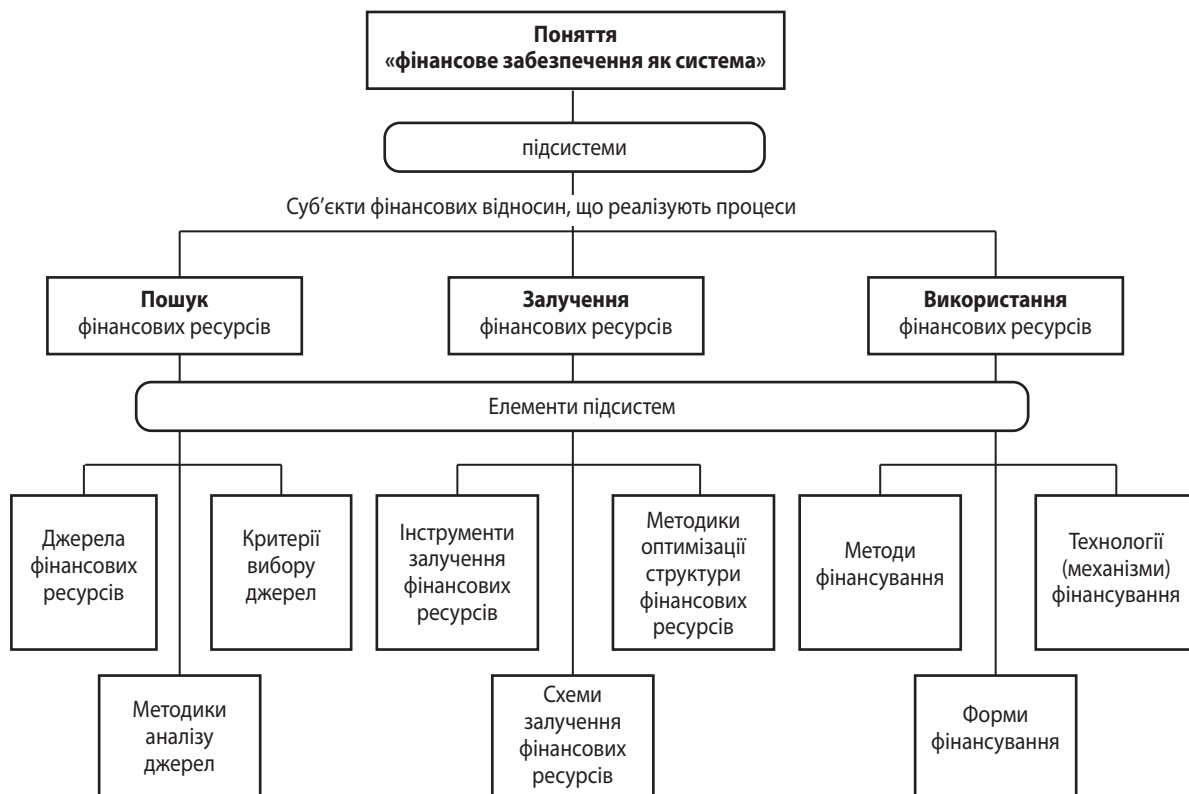 Поняття
«фінансове забезпечення як система»
підсистеми
Суб’єкти фінансових відносин, що реалізують процеси
Пошук
фінансових ресурсів
Залучення
фінансових ресурсів
Використання
фінансових ресурсів
Елементи підсистем
Джерела
фінансових
ресурсів
Критерії
вибору
джерел
Інструменти
залучення
фінансових
ресурсів
Методики
оптимізації
структури
фінансових
ресурсів
Методи
фінансування
Технології
(механізми)
фінансування
Методики
аналізу
джерел
Схеми
залучення
фінансових
ресурсів
Форми
фінансування